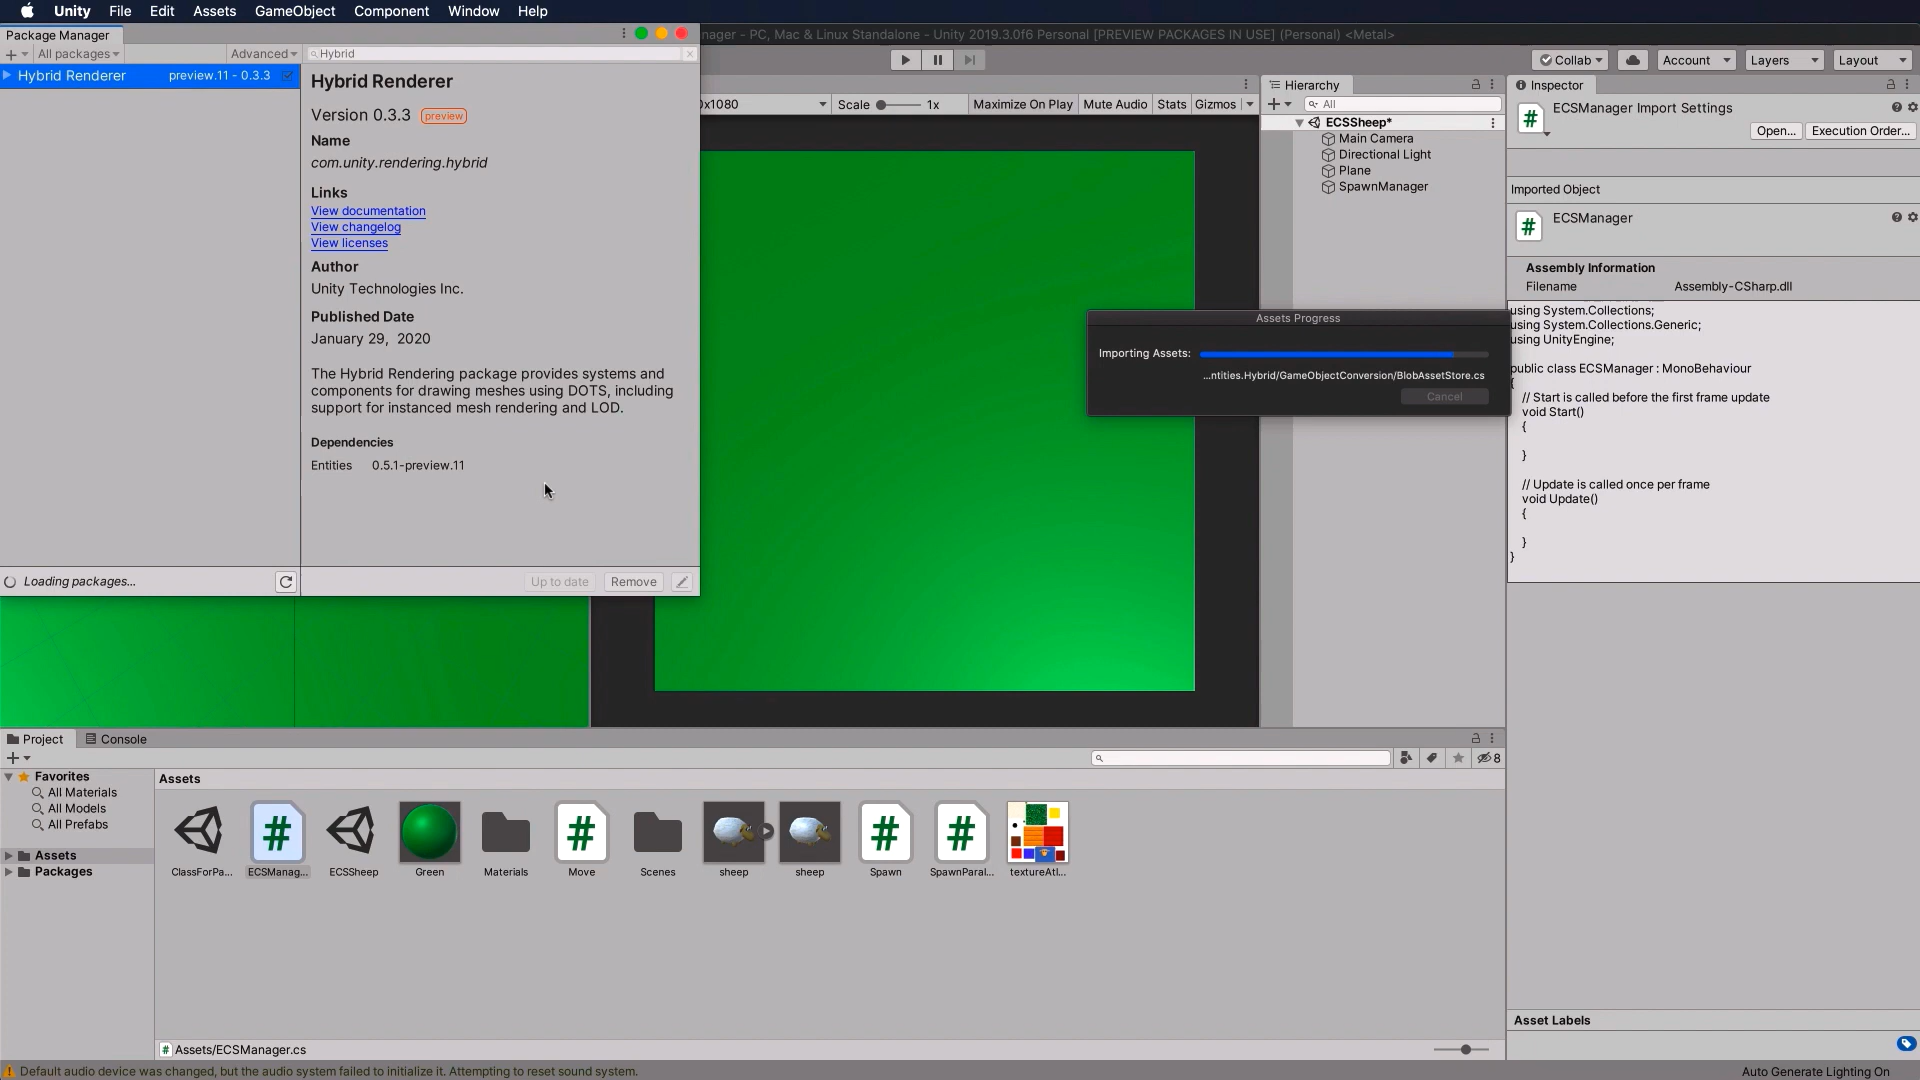 Unity File Edit Assets GameObject Component Window Help
nager - PC, Mac & Linux Standalone - Unity 2019.3.0f6 Personal [PREVIEW PACKAGES IN USE] (Personal) <Metal>
Package Manager
All packages Advanced Hybrid
Hybrid Renderer preview.11 - 0.3.3
Hybrid Renderer
Version 0.3.3 preview
Name
com.unity.rendering.hybrid
Links
View documentation
View changelog
View licenses
Author
Unity Technologies Inc.
Published Date
January 29, 2020
The Hybrid Rendering package provides systems and
components for drawing meshes using DOTS, including
support for instanced mesh rendering and LOD.
Dependencies
Entities 0.5.1-preview.11
Loading packages...
Up to date Remove
Collab Account Layers Layout
0x1080 Scale 1x Maximize On Play Mute Audio Stats Gizmos
Hierarchy
All
ECSSheep*
Main Camera
Directional Light
Plane
SpawnManager
Assets Progress
Importing Assets:
...ntities.Hybrid/GameObjectConversion/BlobAssetStore.cs
Cancel
Inspector
ECSManager Import Settings
Open... Execution Order...
Imported Object
ECSManager
Assembly Information
Filename Assembly-CSharp.dll
using System.Collections;
using System.Collections.Generic;
using UnityEngine;
public class ECSManager : MonoBehaviour
{
// Start is called before the first frame update
void Start()
{
}
// Update is called once per frame
void Update()
{
}
}
Asset Labels
Project Console
8
Favorites
All Materials
All Models
All Prefabs
Assets
Packages
Assets
ClassForPa... ECSManag... ECSSheep Green Materials Move Scenes sheep sheep Spawn SpawnParal... textureAtl...
Assets/ECSManager.cs
Default audio device was changed, but the audio system failed to initialize it. Attempting to reset sound system.
Auto Generate Lighting On